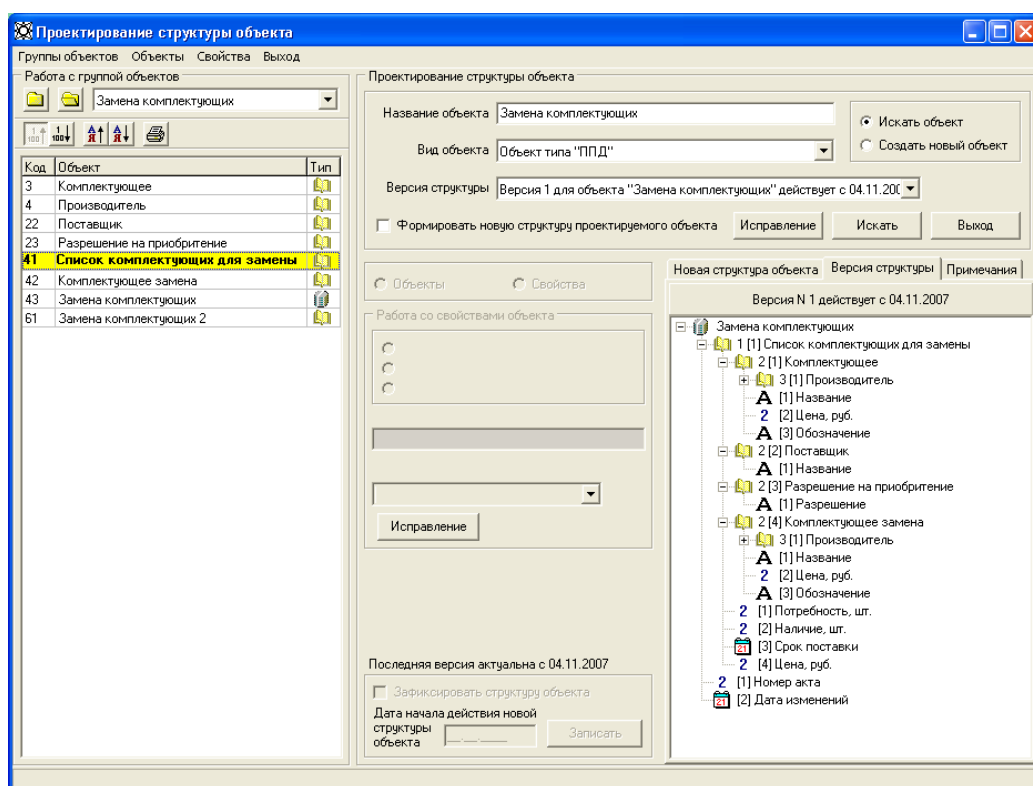 Проектирование структуры объекта
Группы объектов Объекты Свойства Выход
Работа с группой объектов
Замена комплектующих
Код Объект Тип
3 Комплектующее
4 Производитель
22 Поставщик
23 Разрешение на приобритение
41 Список комплектующих для замены
42 Комплектующее замена
43 Замена комплектующих
61 Замена комплектующих 2
Проектирование структуры объекта
Название объекта Замена комплектующих
Вид объекта Объект типа "ППД"
Версия структуры Версия 1 для объекта "Замена комплектующих" действует с 04.11.200
Искать объект
Создать новый объект
Формировать новую структуру проектируемого объекта Исправление Искать Выход
Объекты Свойства
Работа со свойствами объекта
Исправление
Последняя версия актуальна с 04.11.2007
Зафиксировать структуру объекта
Дата начала действия новой
структуры
объекта __.__.____ Записать
Новая структура объекта Версия структуры Примечания
Версия N 1 действует с 04.11.2007
Замена комплектующих
1 [1] Список комплектующих для замены
2 [1] Комплектующее
3 [1] Производитель
A [1] Название
2 [2] Цена, руб.
A [3] Обозначение
2 [2] Поставщик
A [1] Название
2 [3] Разрешение на приобритение
A [1] Разрешение
2 [4] Комплектующее замена
3 [1] Производитель
A [1] Название
2 [2] Цена, руб.
A [3] Обозначение
2 [1] Потребность, шт.
2 [2] Наличие, шт.
21 [3] Срок поставки
2 [4] Цена, руб.
2 [1] Номер акта
21 [2] Дата изменений